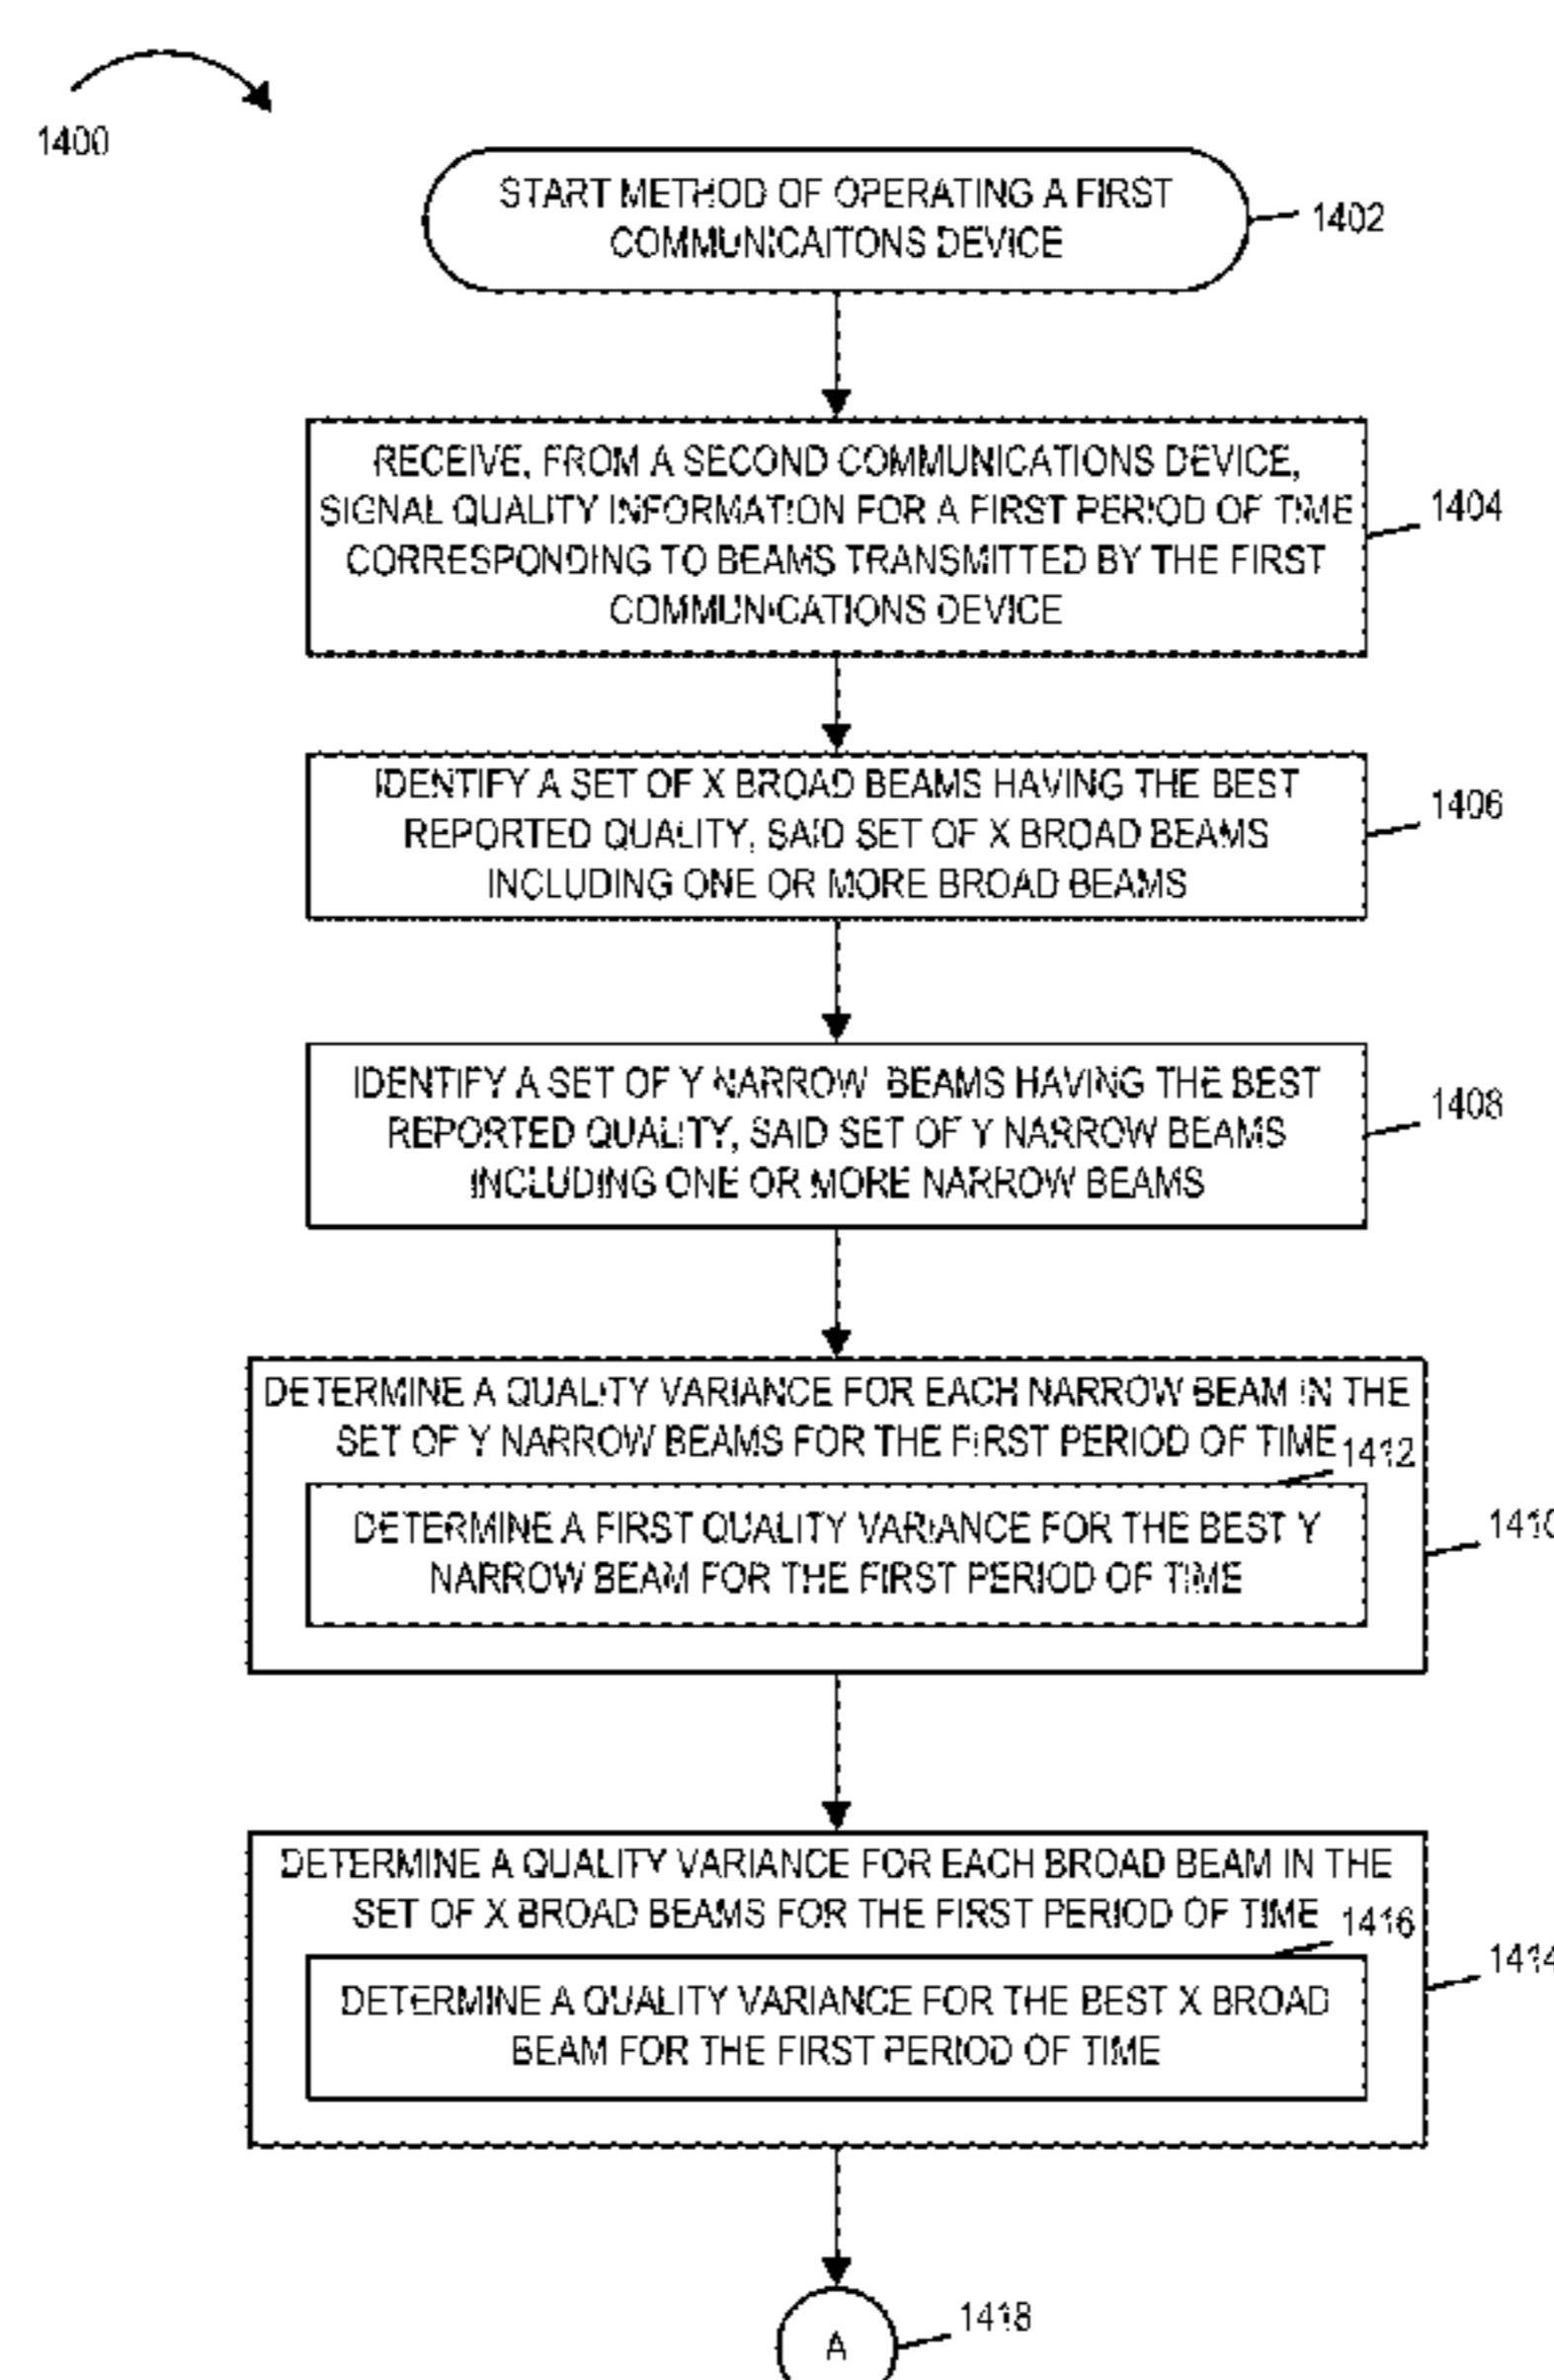 1400
START METHOD OF OPERATING A FIRST
COMMUNICAITONS DEVICE
1402
RECEIVE, FROM A SECOND COMMUNICATIONS DEVICE,
SIGNAL QUALITY INFORMATION FOR A FIRST PERIOD OF TIME
CORRESPONDING TO BEAMS TRANSMITTED BY THE FIRST
COMMUNICATIONS DEVICE
1404
IDENTIFY A SET OF X BROAD BEAMS HAVING THE BEST
REPORTED QUALITY, SAID SET OF X BROAD BEAMS
INCLUDING ONE OR MORE BROAD BEAMS
1406
IDENTIFY A SET OF Y NARROW BEAMS HAVING THE BEST
REPORTED QUALITY, SAID SET OF Y NARROW BEAMS
INCLUDING ONE OR MORE NARROW BEAMS
1408
DETERMINE A QUALITY VARIANCE FOR EACH NARROW BEAM IN THE
SET OF Y NARROW BEAMS FOR THE FIRST PERIOD OF TIME
1412
DETERMINE A FIRST QUALITY VARIANCE FOR THE BEST Y
NARROW BEAM FOR THE FIRST PERIOD OF TIME
1410
DETERMINE A QUALITY VARIANCE FOR EACH BROAD BEAM IN THE
SET OF X BROAD BEAMS FOR THE FIRST PERIOD OF TIME
1416
DETERMINE A QUALITY VARIANCE FOR THE BEST X BROAD
BEAM FOR THE FIRST PERIOD OF TIME
1414
A
1418